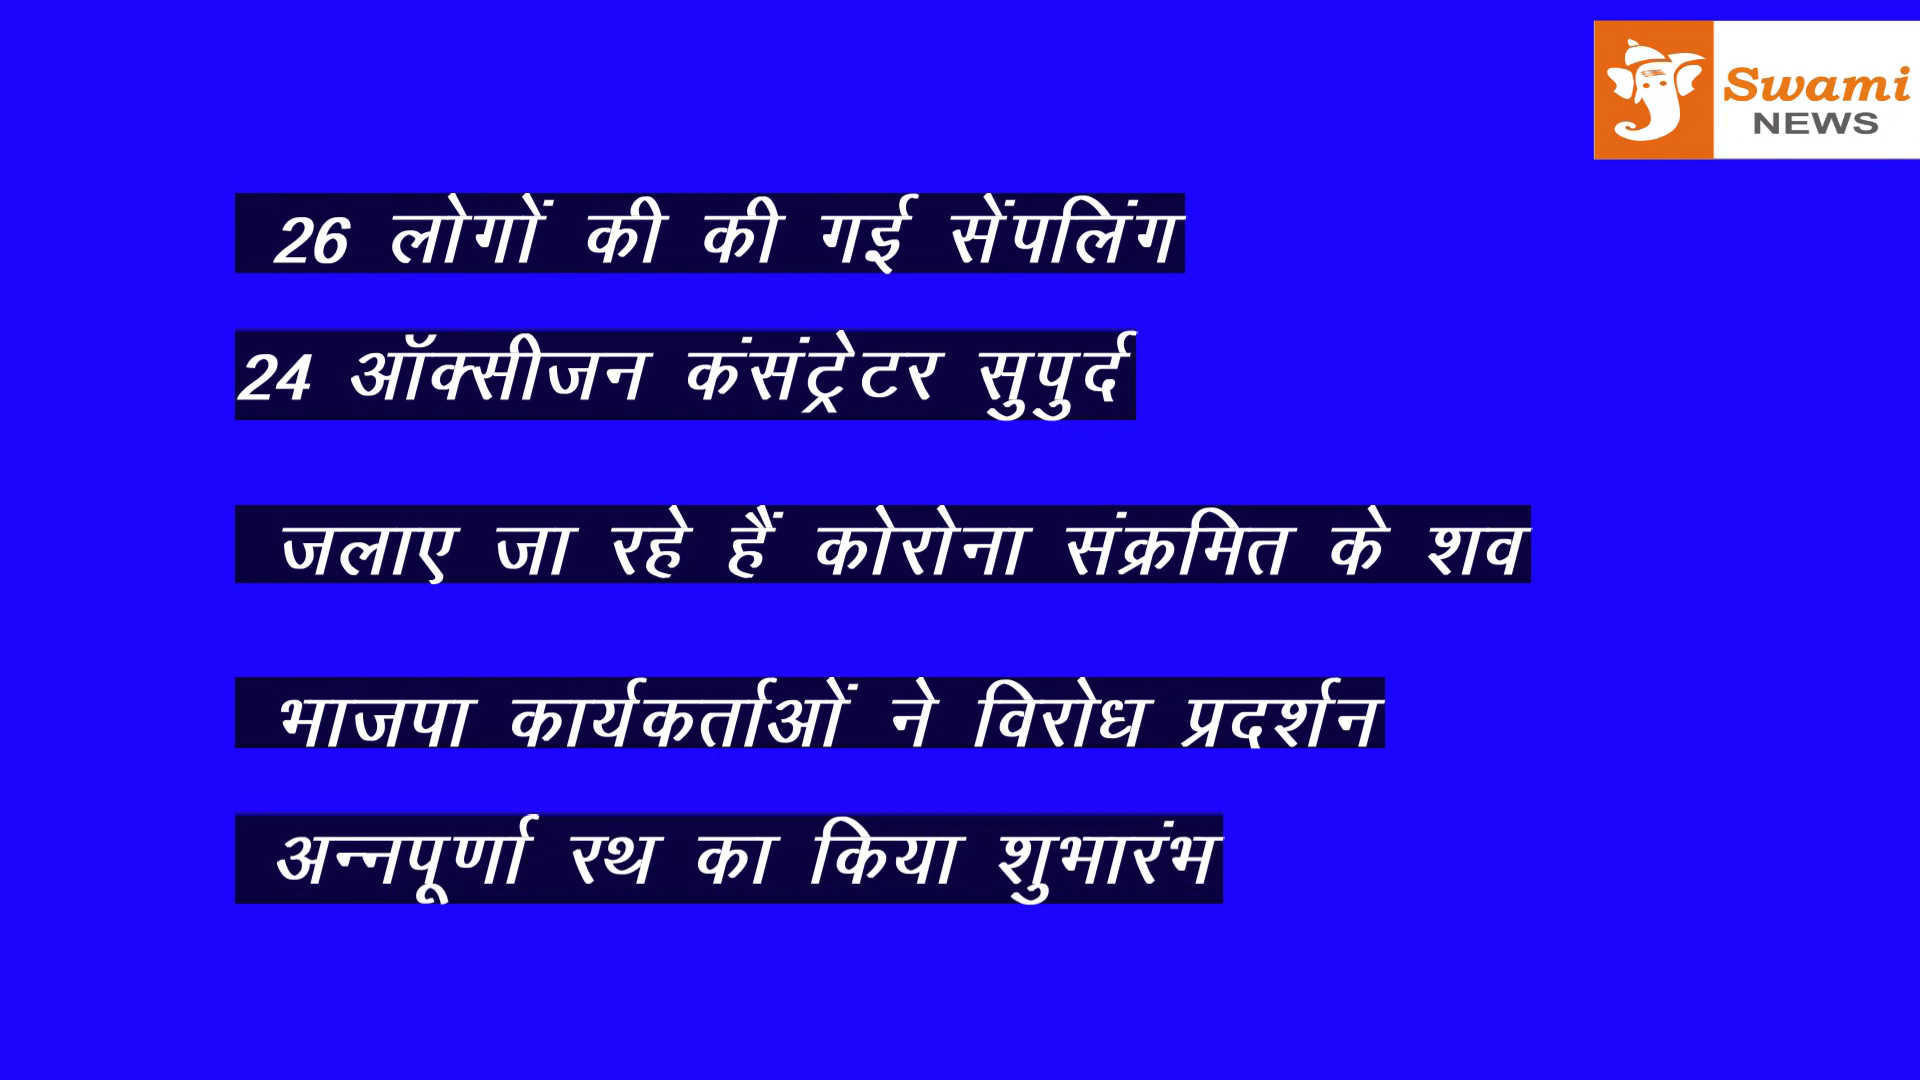 Swami
NEWS
26 लोगों की की गई सेंपलिंग
24 ऑक्सीजन कंसंट्रेटर सुपुर्द
जलाए जा रहे हैं कोरोना संक्रमित के शव
भाजपा कार्यकर्ताओं ने विरोध प्रदर्शन
अन्नपूर्णा रथ का किया शुभारंभ